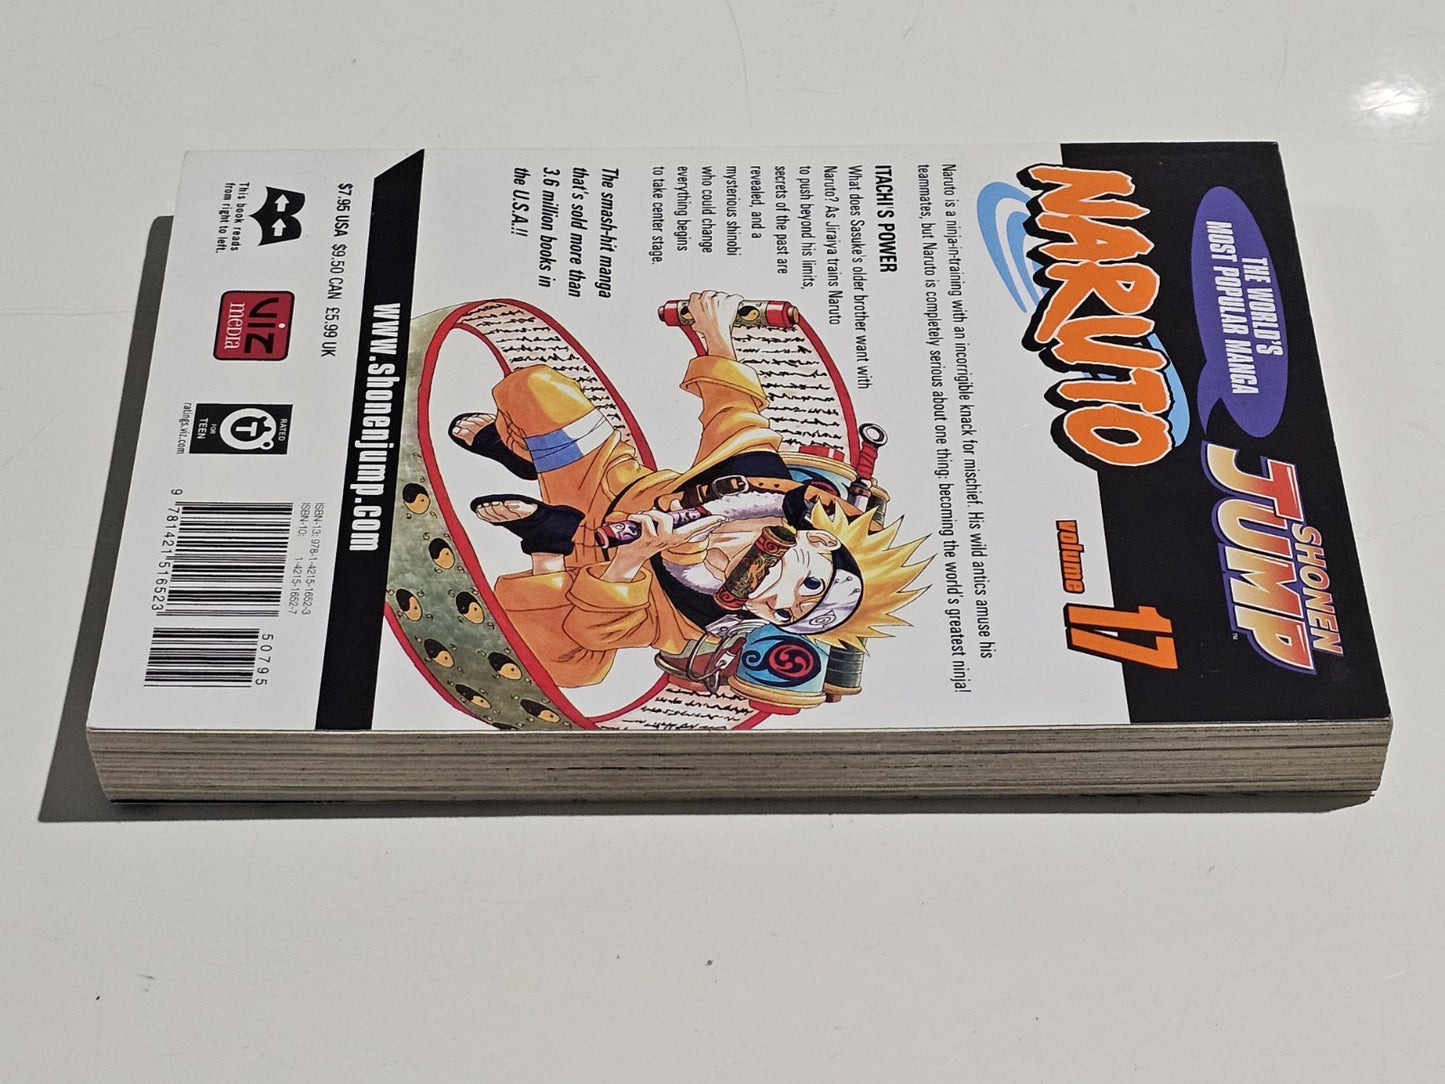 THE WORLD'S
MOST POPULAR MANGA
SHONEN
JUMP
™
NARUTO
volume 17
Naruto is a ninja-in-training with an incorrigible knack for mischief. His wild antics amuse his
teammates, but Naruto is completely serious about one thing: becoming the world's greatest ninja!
ITACHI'S POWER
What does Sasuke's older brother want with
Naruto? As Jiraiya trains Naruto
to push beyond his limits,
secrets of the past are
revealed, and a
mysterious shinobi
who could change
everything begins
to take center stage.
The smash-hit manga
that's sold more than
3.6 million books in
the U.S.A.!!
www.shonenjump.com
$7.95 USA $9.50 CAN £5.99 UK
This book reads
from right to left.
VIZ
media
RATED
T
FOR
TEEN
ratings.viz.com
ISBN-13: 978-1-4215-1652-3
ISBN-10: 1-4215-1652-7
9 781421 516523
50795